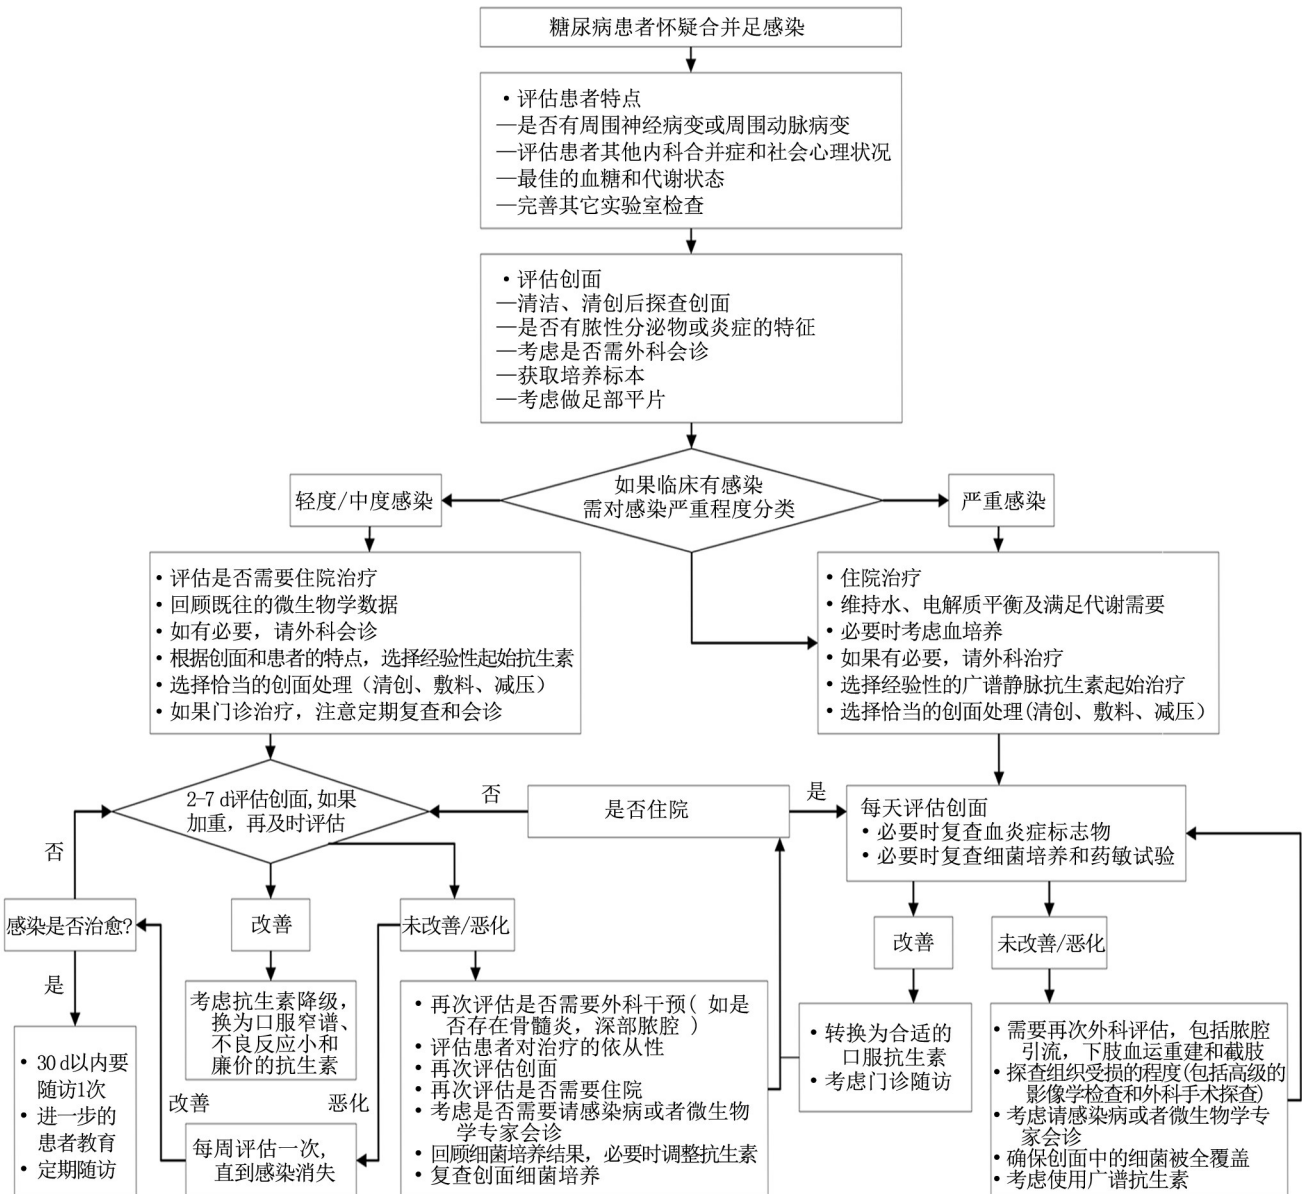 糖尿病患者怀疑合并足感染
•评估患者特点
—是否有周围神经病变或周围动脉病变
—评估患者其他内科合并症和社会心理状况
—最佳的血糖和代谢状态
—完善其它实验室检查
•评估创面
—清洁、清创后探查创面
—是否有脓性分泌物或炎症的特征
—考虑是否需外科会诊
—获取培养标本
—考虑做足部平片
如果临床有感染
需对感染严重程度分类
轻度/中度感染
严重感染
•评估是否需要住院治疗
•回顾既往的微生物学数据
•如有必要，请外科会诊
•根据创面和患者的特点，选择经验性起始抗生素
•选择恰当的创面处理（清创、敷料、减压）
•如果门诊治疗，注意定期复查和会诊
•住院治疗
•维持水、电解质平衡及满足代谢需要
•必要时考虑血培养
•如果有必要，请外科治疗
•选择经验性的广谱静脉抗生素起始治疗
•选择恰当的创面处理(清创、敷料、减压）
2-7 d评估创面,如果
加重，再及时评估
否
是否住院
是
每天评估创面
•必要时复查血炎症标志物
•必要时复查细菌培养和药敏试验
否
感染是否治愈?
改善
未改善/恶化
改善
未改善/恶化
是
30 d以内要
随访1次
•进一步的
患者教育
•定期随访
考虑抗生素降级，
换为口服窄谱、
不良反应小和
廉价的抗生素
改善
恶化
每周评估一次，
直到感染消失
•再次评估是否需要外科干预( 如是
否存在骨髓炎，深部脓腔 )
•评估患者对治疗的依从性
•再次评估创面
•再次评估是否需要住院
•考虑是否需要请感染病或者微生物
学专家会诊
•回顾细菌培养结果，必要时调整抗生素
•复查创面细菌培养
•转换为合适的
口服抗生素
•考虑门诊随访
•需要再次外科评估，包括脓腔
引流，下肢血运重建和截肢
•探查组织受损的程度(包括高级的
影像学检查和外科手术探查)
•考虑请感染病或者微生物学专
家会诊
•确保创面中的细菌被全覆盖
•考虑使用广谱抗生素